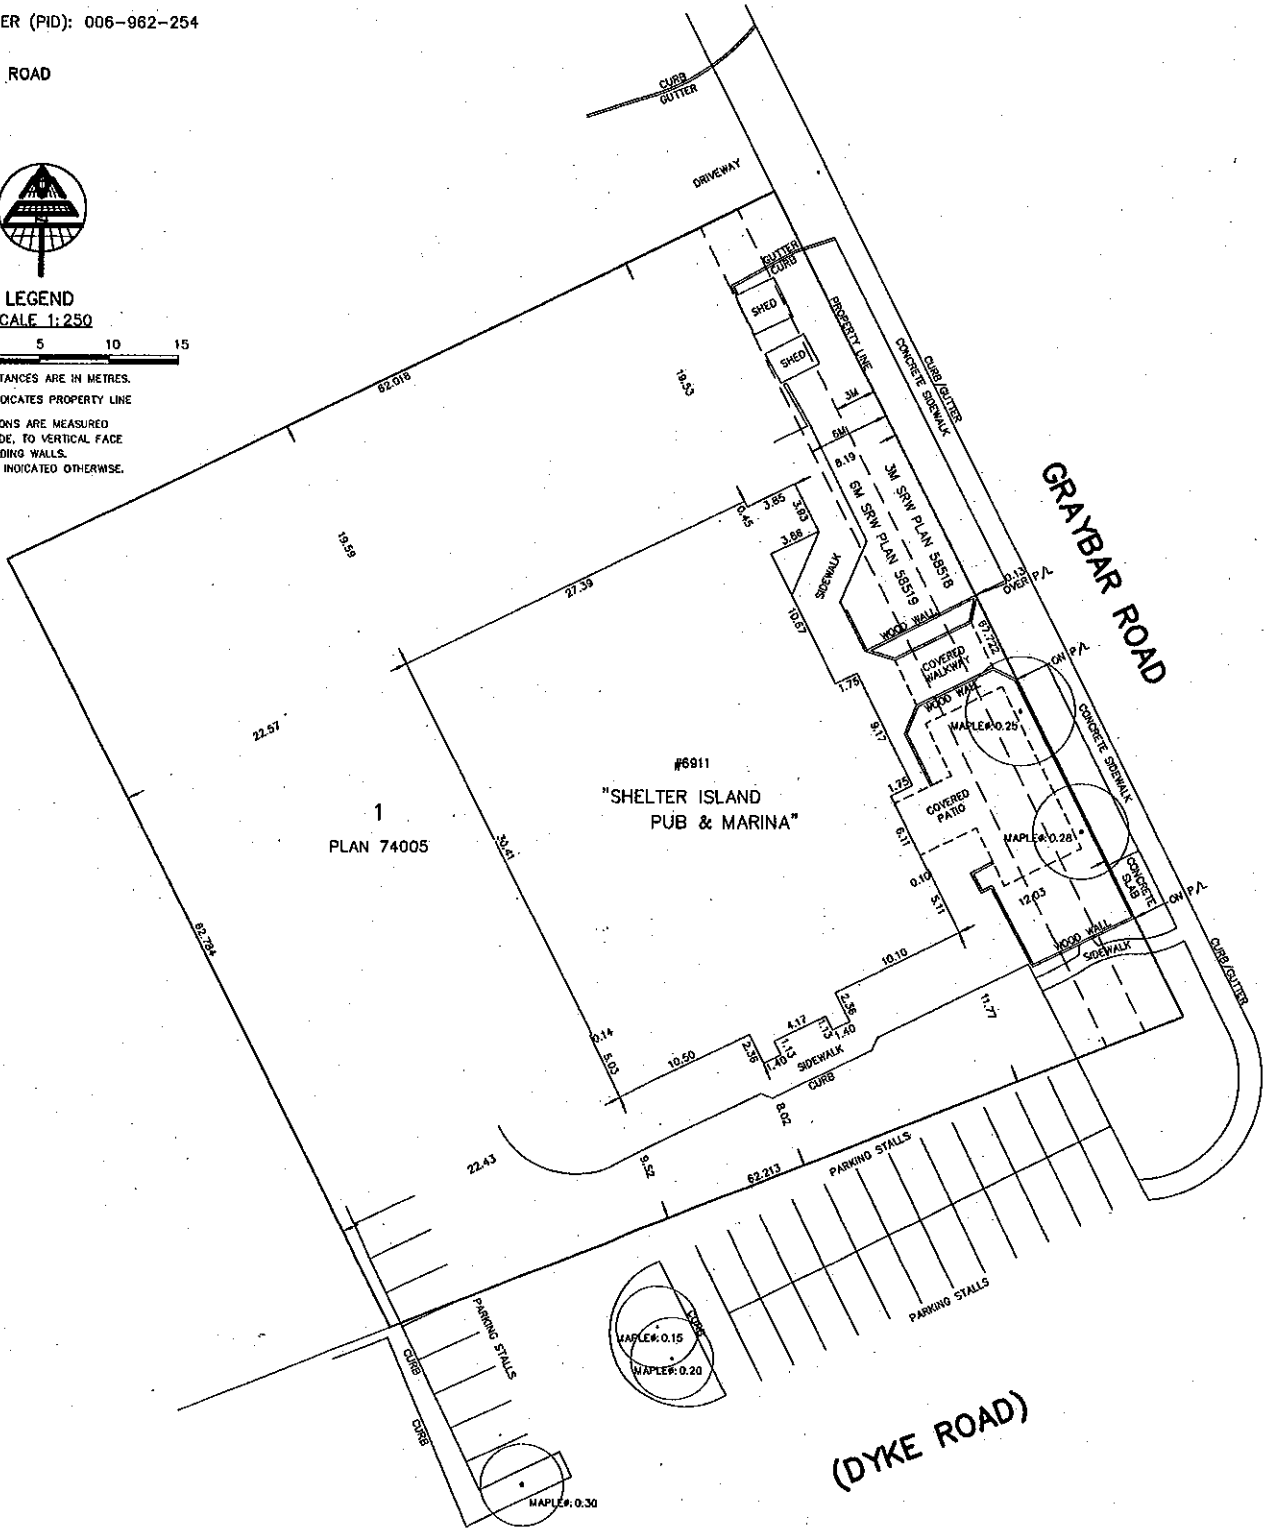 ER (PID): 006-962-254
ROAD
LEGEND
CALE 1:250
5 10 15
TANCES ARE IN METRES.
DICATES PROPERTY LINE
ONS ARE MEASURED
DE, TO VERTICAL FACE
DING WALLS.
INDICATED OTHERWISE.
CURB
GUTTER
DRIVEWAY
GUTTER
CURB
SHED
SHED
PROPERTY LINE
CONCRETE SIDEWALK
CURB/GUTTER
62.018
19.53
3M
6M
8.19
3M SRW PLAN 58518
6M SRW PLAN 58519
GRAYBAR ROAD
0.45
3.85
3.83
3.66
SIDEWALK
10.67
19.59
27.39
0.13
OVER P/L
WOOD WALL
COVERED
WALKWAY
67.722
ON P/L
WOOD WALL
1.75
9.17
MAPLE#: 0.25
CONCRETE SIDEWALK
22.57
#6911
"SHELTER ISLAND
PUB & MARINA"
1
PLAN 74005
1.75
COVERED
PATIO
6.11
MAPLE#: 0.28
30.41
0.10
5.11
12.03
CONCRETE
SLAB
ON P/L
WOOD WALL
SIDEWALK
CURB/GUTTER
62.784
10.10
2.36
11.77
4.17
1.13
1.40
1.13
1.40
2.36
SIDEWALK
CURB
0.14
5.03
10.50
8.02
22.43
9.52
62.213
PARKING STALLS
PARKING STALLS
PARKING STALLS
CURB
MAPLE#: 0.15
MAPLE#: 0.20
CURB
CURB
MAPLE#: 0.30
(DYKE ROAD)